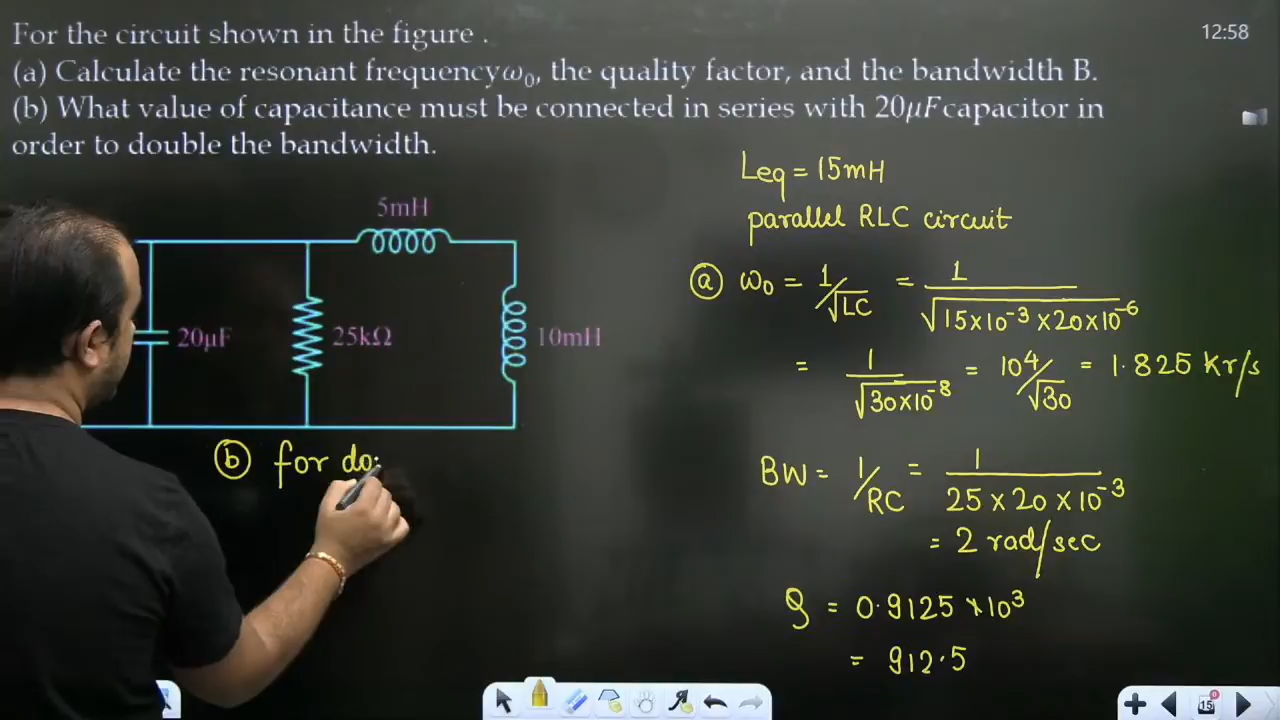 For the circuit shown in the figure .
12:58
(a) Calculate the resonant frequency ω₀, the quality factor, and the bandwidth B.
(b) What value of capacitance must be connected in series with 20μF capacitor in
order to double the bandwidth.
Leq = 15mH
parallel RLC circuit
5mH
20μF
25kΩ
10mH
ⓐ ω₀ = 1/√LC = 1/√(15×10⁻³×20×10⁻⁶)
= 1/√(30×10⁻⁸) = 10⁴/√30 = 1.825 Kr/s
BW = 1/RC = 1/(25×20×10⁻³)
= 2 rad/sec
Q = 0.9125×10³
= 912.5
ⓑ for do
15